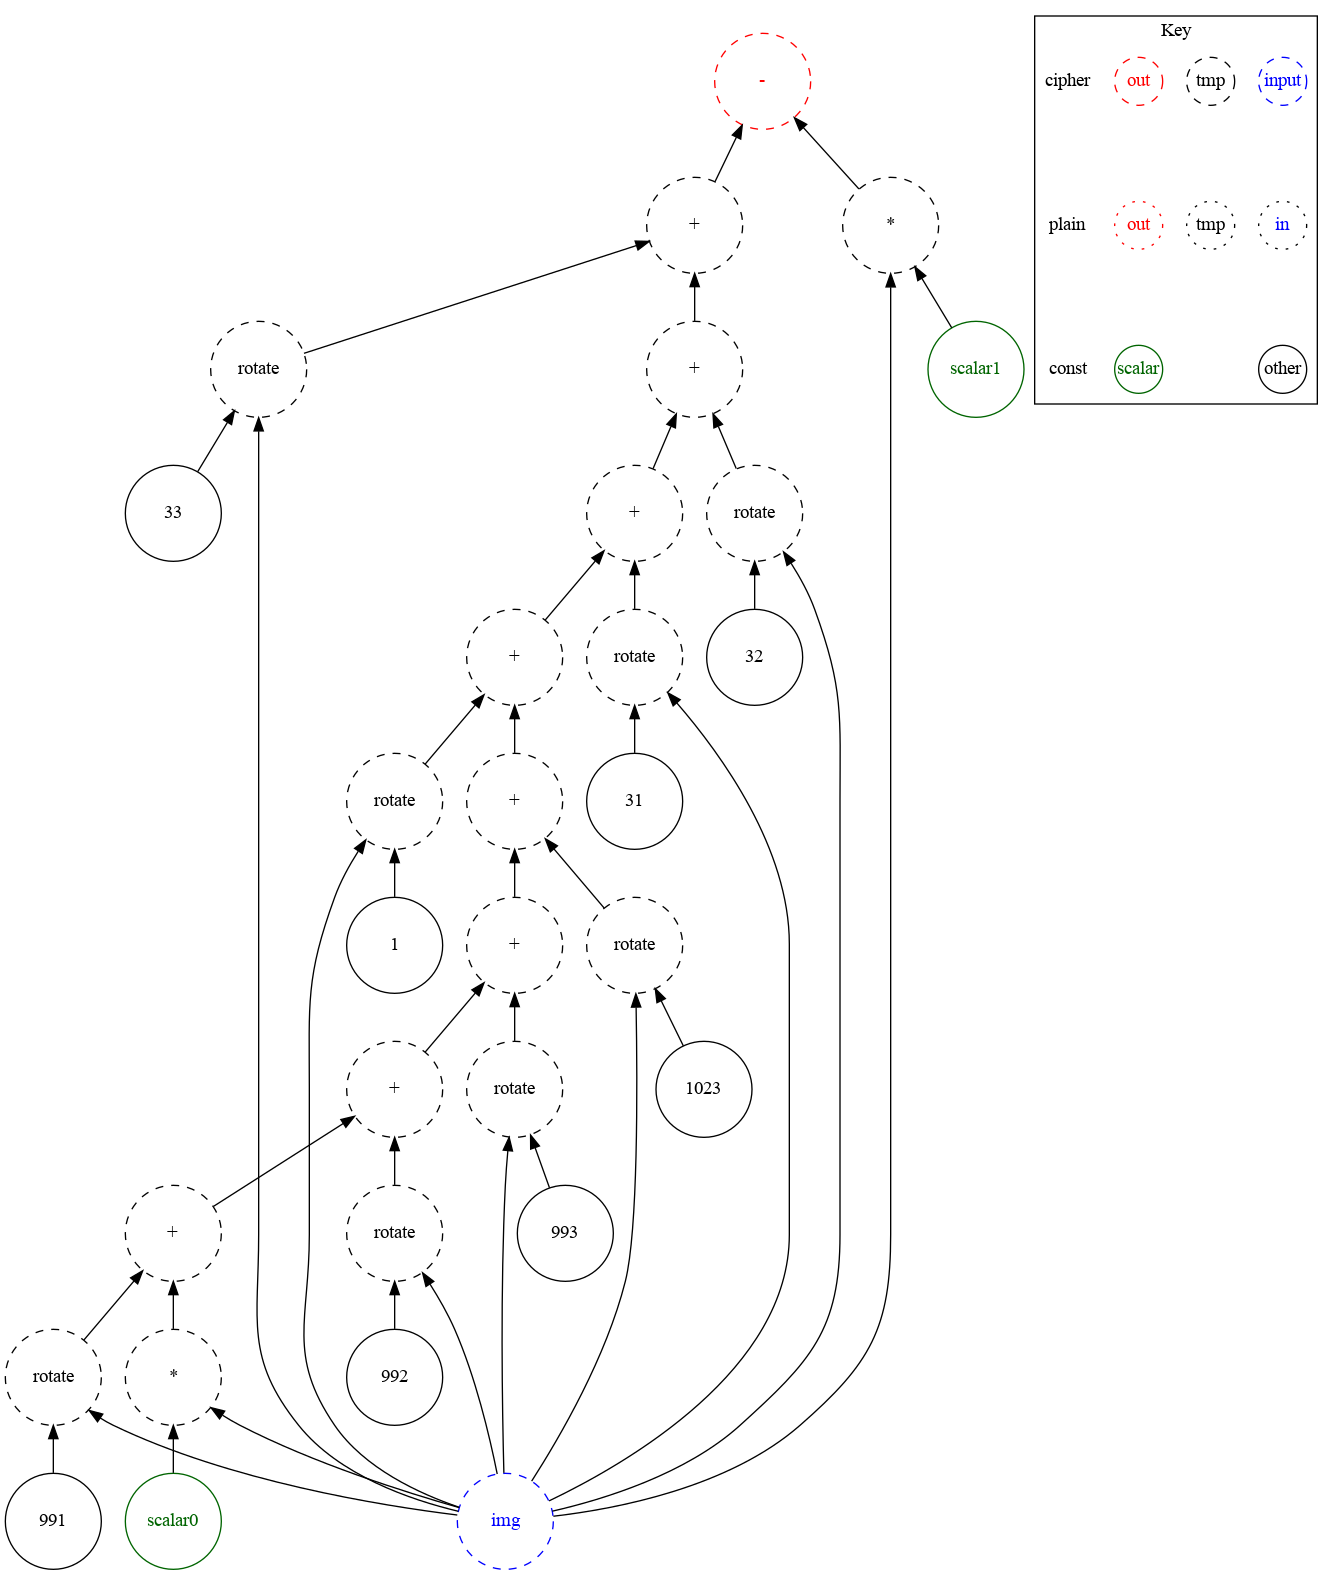 Key
cipher out tmp input
plain out tmp in
const scalar other
-
+ *
rotate + scalar1
33 + rotate
+ rotate 32
rotate + 31
1 + rotate
+ rotate 1023
+ rotate 993
rotate * 992
991 scalar0 img